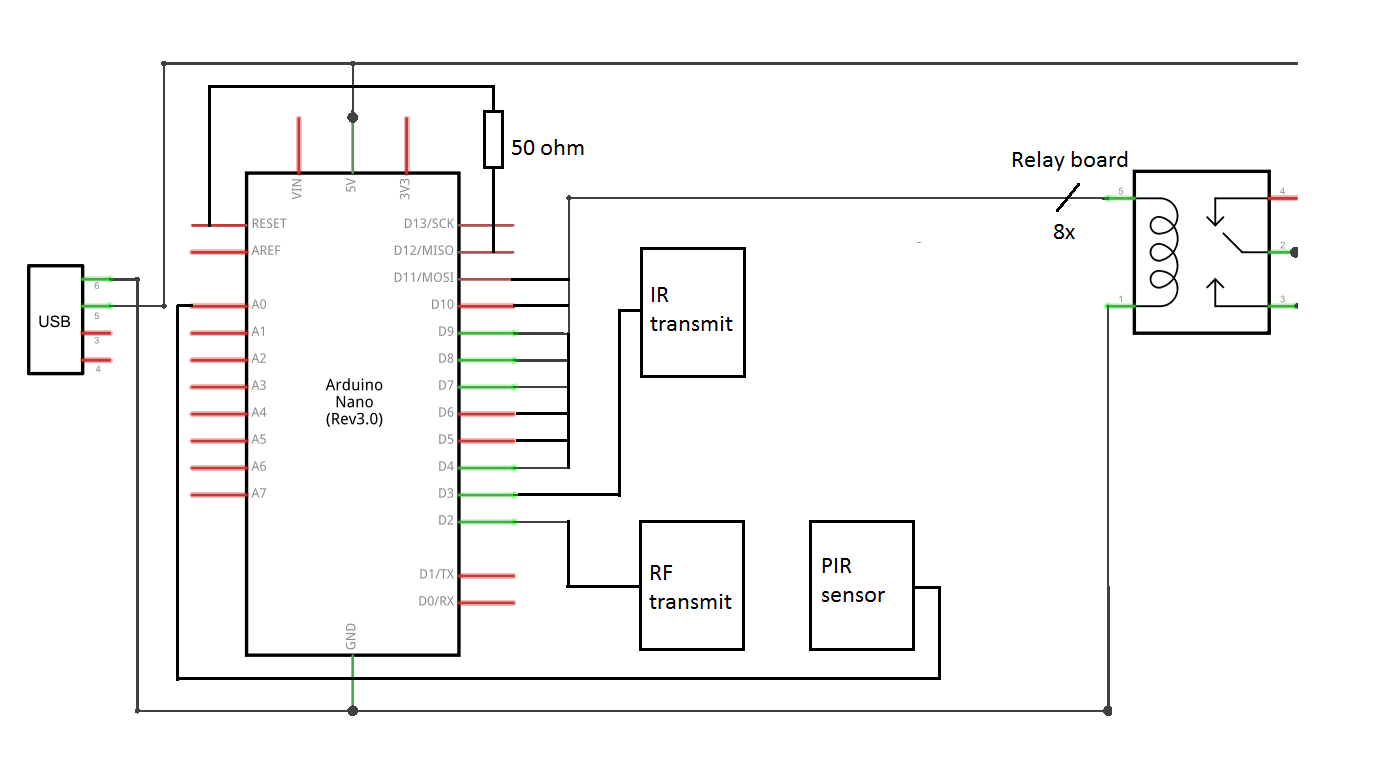 50 ohm
Relay board
8x
5
1
4
2
3
VIN
5V
3V3
RESET
AREF
A0
A1
A2
A3
A4
A5
A6
A7
D13/SCK
D12/MISO
D11/MOSI
D10
D9
D8
D7
D6
D5
D4
D3
D2
D1/TX
D0/RX
GND
Arduino
Nano
(Rev3.0)
USB
6
5
3
4
IR
transmit
RF
transmit
PIR
sensor